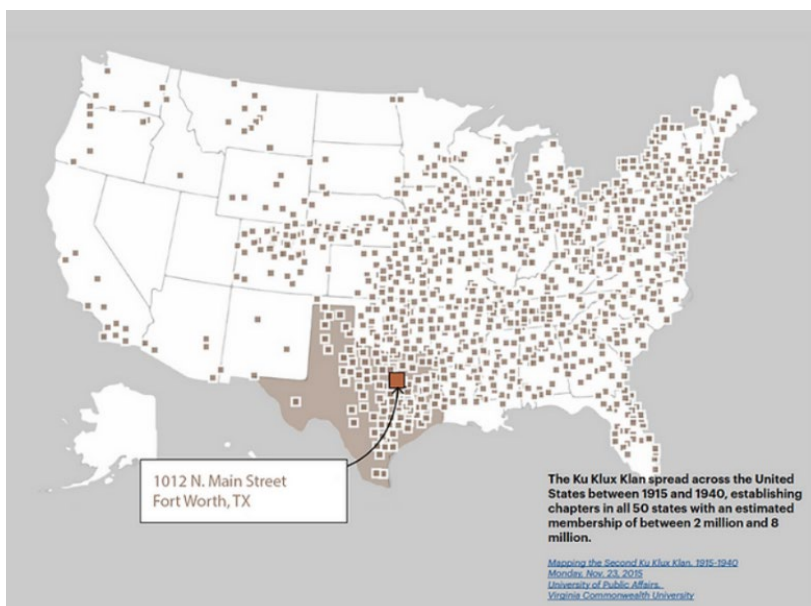 1012 N. Main Street
Fort Worth, TX
The Ku Klux Klan spread across the United
States between 1915 and 1940, establishing
chapters in all 50 states with an estimated
membership of between 2 million and 8
million.
Mapping the Second Ku Klux Klan, 1915-1940
Monday, Nov. 23, 2015
University of Public Affairs,
Virginia Commonwealth University